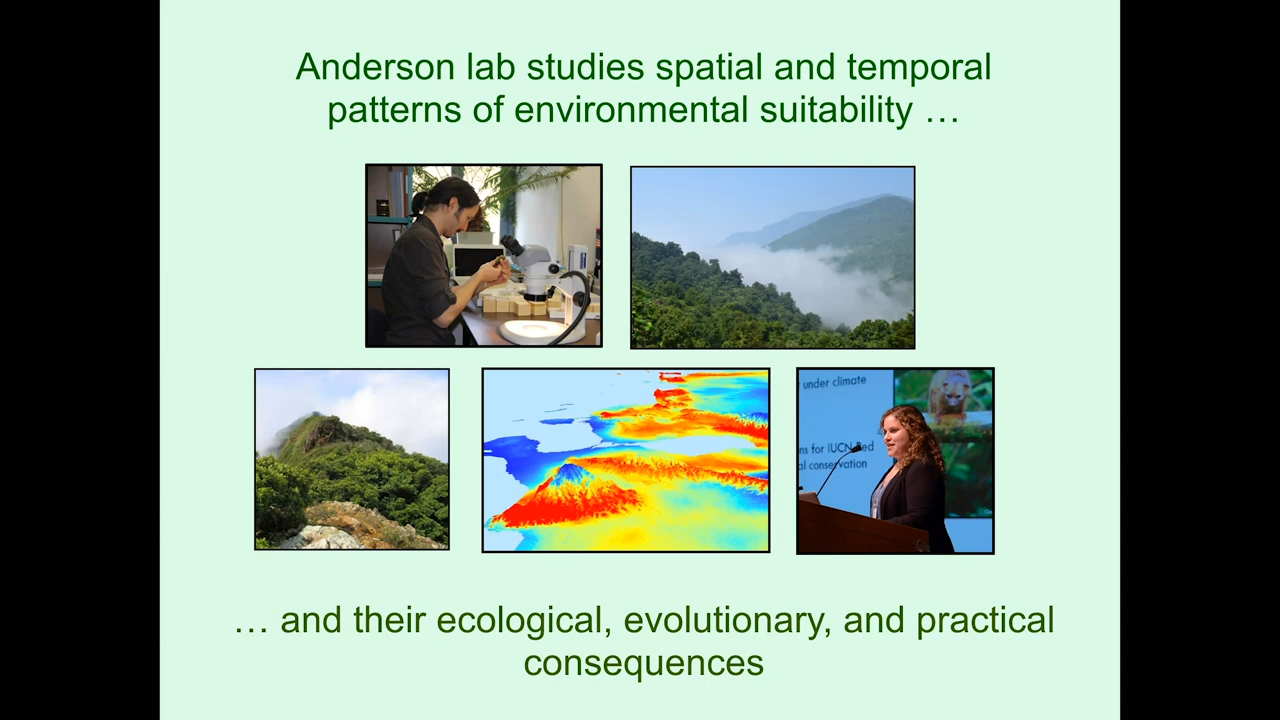 Anderson lab studies spatial and temporal
patterns of environmental suitability …
under climate
ns for IUCN Red
al conservation
… and their ecological, evolutionary, and practical
consequences